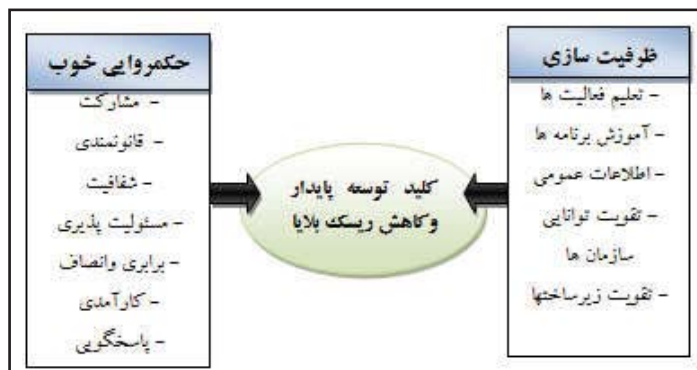 ظرفیت سازی
- تعلیم فعالیت ها
- آموزش برنامه ها
- اطلاعات عمومی
- تقویت توانایی
سازمان ها
- تقویت زیرساختها
کلید توسعه پایدار
وکاهش ریسک بلایا
حکمروایی خوب
- مشارکت
- قانونمندی
- شفافیت
- مسئولیت پذیری
- برابری وانصاف
- کارآمدی
- پاسخگویی